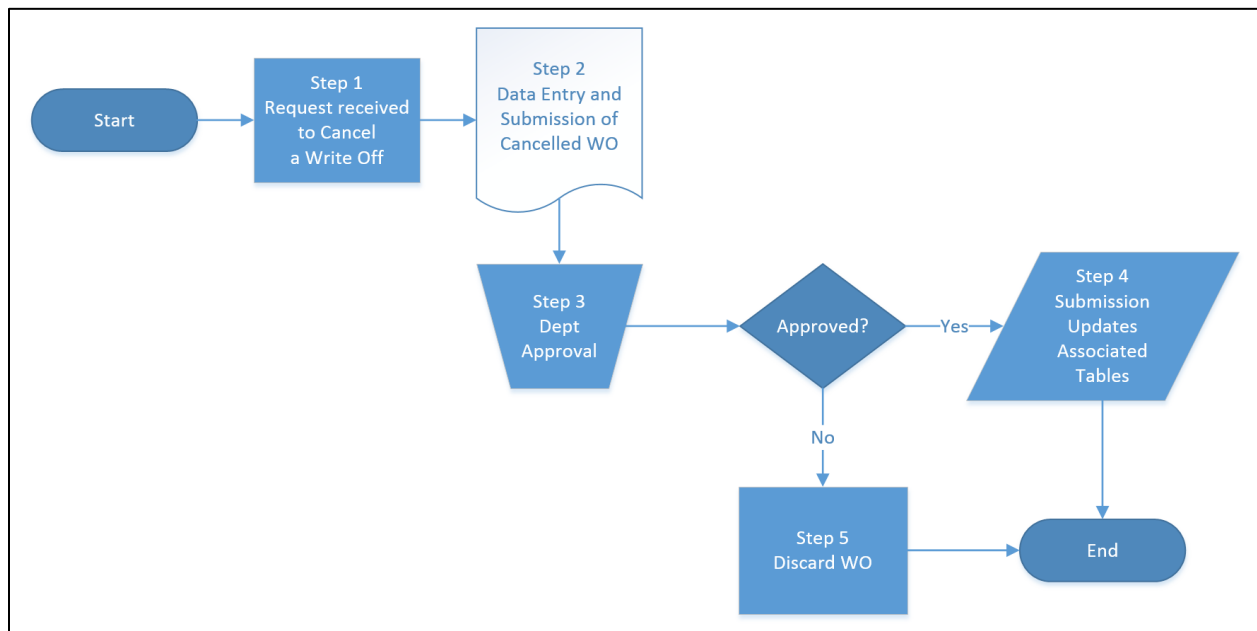 Start
Step 1
Request received
to Cancel
a Write Off
Step 2
Data Entry and
Submission of
Cancelled WO
Step 3
Dept
Approval
Approved?
Yes
Step 4
Submission
Updates
Associated
Tables
No
Step 5
Discard WO
End